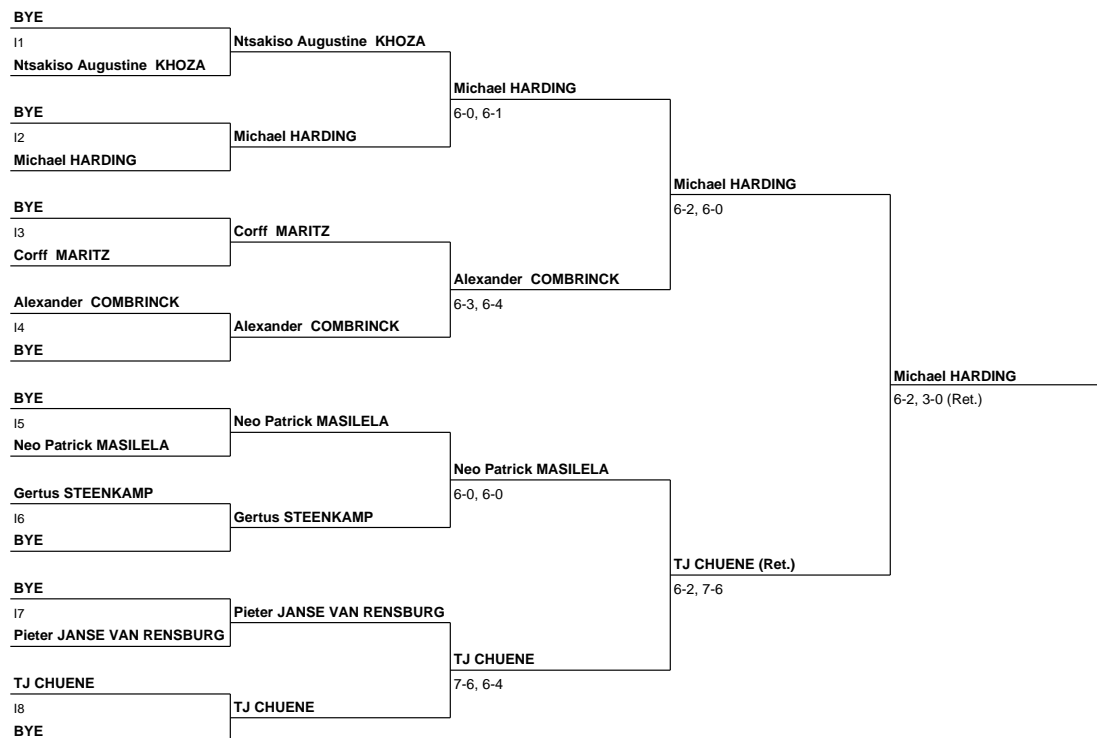 BYE
I1
Ntsakiso Augustine KHOZA
BYE
I2
Michael HARDING
BYE
I3
Corff MARITZ
Alexander COMBRINCK
I4
BYE
BYE
I5
Neo Patrick MASILELA
Gertus STEENKAMP
I6
BYE
BYE
I7
Pieter JANSE VAN RENSBURG
TJ CHUENE
I8
BYE
Ntsakiso Augustine KHOZA
Michael HARDING
Corff MARITZ
Alexander COMBRINCK
Neo Patrick MASILELA
Gertus STEENKAMP
Pieter JANSE VAN RENSBURG
TJ CHUENE
Michael HARDING
6-0, 6-1
Alexander COMBRINCK
6-3, 6-4
Neo Patrick MASILELA
6-0, 6-0
TJ CHUENE
7-6, 6-4
Michael HARDING
6-2, 6-0
TJ CHUENE (Ret.)
6-2, 7-6
Michael HARDING
6-2, 3-0 (Ret.)